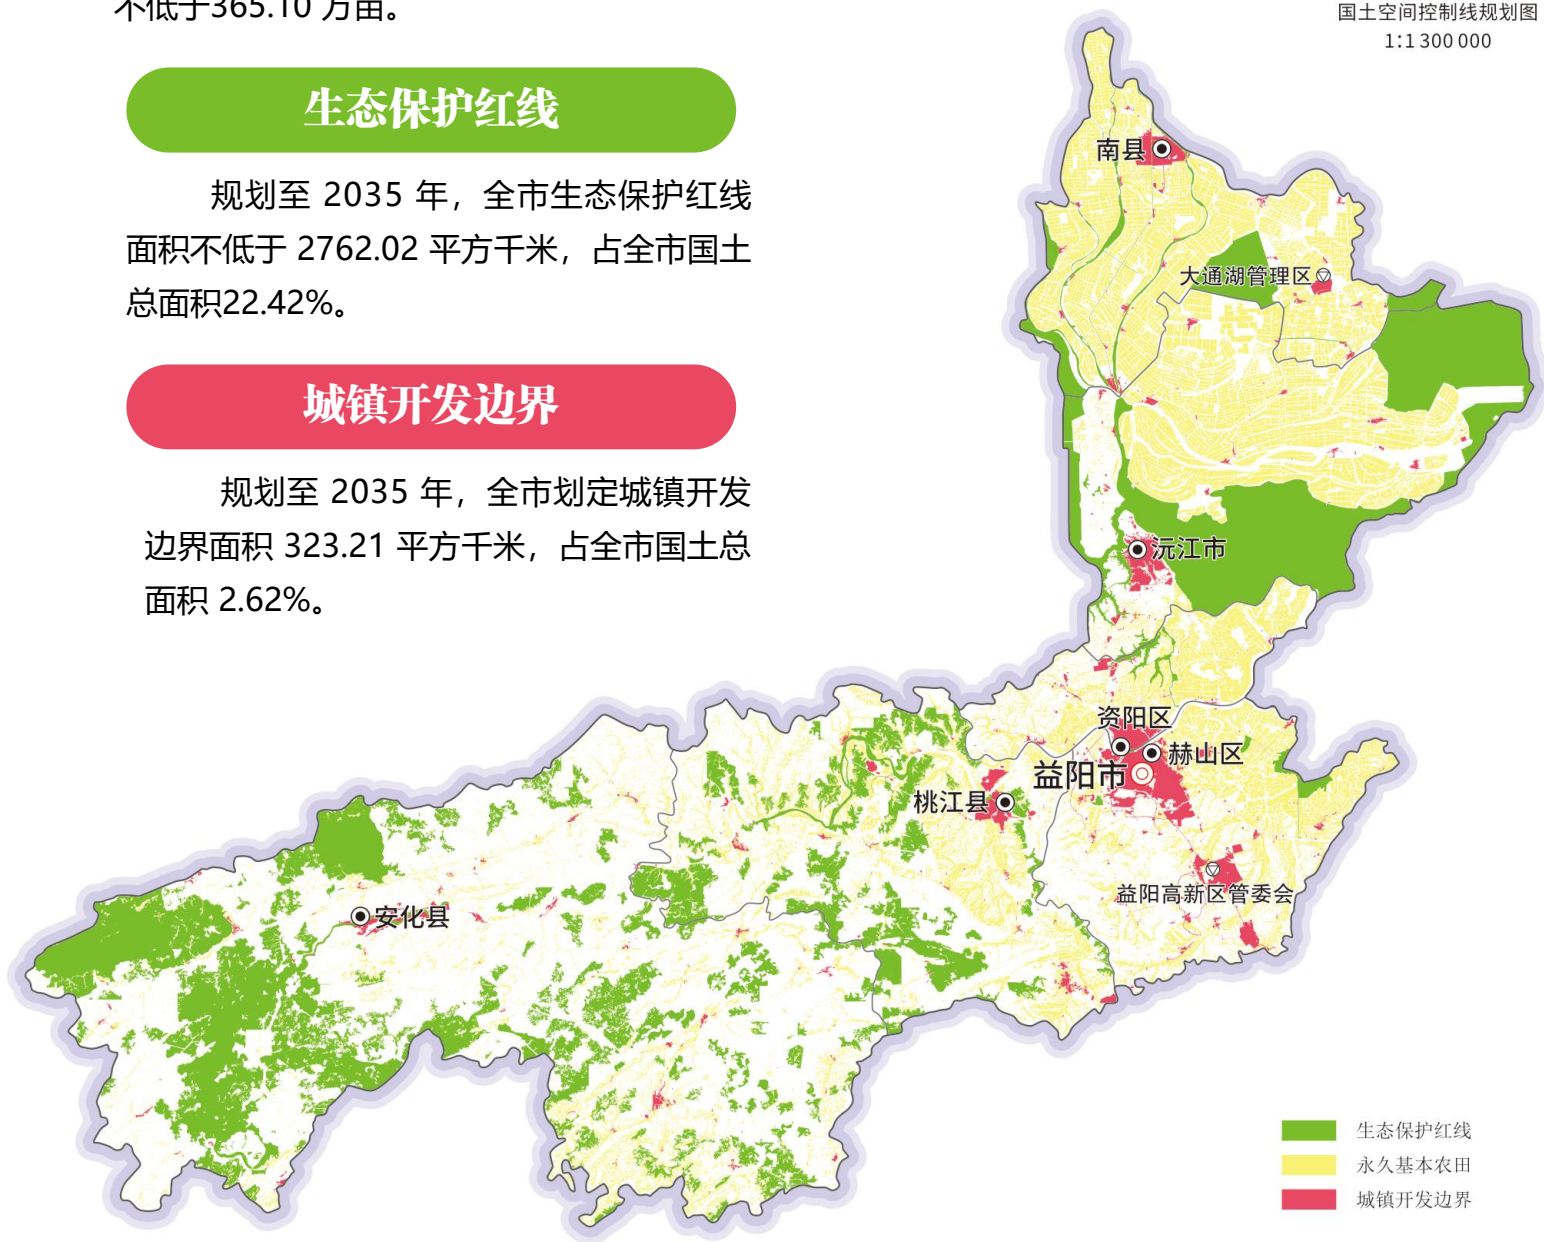 不低于365.10 万亩。
国土空间控制线规划图
1:1 300 000
生态保护红线
规划至 2035 年，全市生态保护红线
面积不低于 2762.02 平方千米，占全市国土
总面积22.42%。
城镇开发边界
规划至 2035 年，全市划定城镇开发
边界面积 323.21 平方千米，占全市国土总
面积 2.62%。
南县
大通湖管理区
沅江市
资阳区
赫山区
益阳市
桃江县
益阳高新区管委会
安化县
生态保护红线
永久基本农田
城镇开发边界